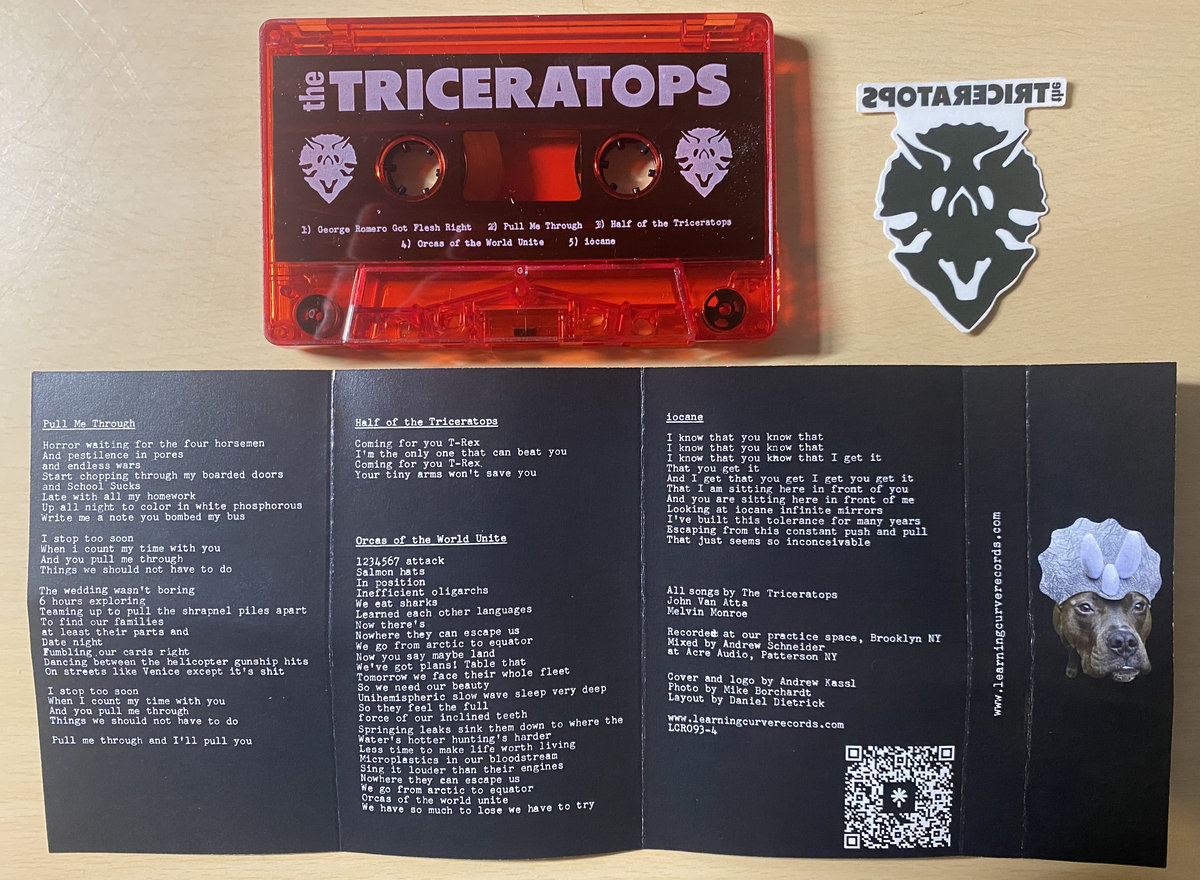 the TRICERATOPS
1) George Romero Got Flesh Right 2) Pull Me Through 3) Half of the Triceratops
4) Orcas of the World Unite 5) iocane
the TRICERATOPS
Pull Me Through
Horror waiting for the four horsemen
And pestilence in pores
and endless wars
Start chopping through my boarded doors
and School Sucks
Late with all my homework
Up all night to color in white phosphorous
Write me a note you bombed my bus
I stop too soon
When i count my time with you
And you pull me through
Things we should not have to do
The wedding wasn't boring
6 hours exploring
Teaming up to pull the shrapnel piles apart
To find our families
at least their parts and
Date night
Fumbling our cards right
Dancing between the helicopter gunship hits
On streets like Venice except it's shit
I stop too soon
When I count my time with you
And you pull me through
Things we should not have to do
Pull me through and I'll pull you
Half of the Triceratops
Coming for you T-Rex
I'm the only one that can beat you
Coming for you T-Rex
Your tiny arms won't save you
Orcas of the World Unite
1234567 attack
Salmon hats
In position
Inefficient oligarchs
We eat sharks
Learned each other languages
Now there's
Nowhere they can escape us
We go from arctic to equator
Now you say maybe land
We've got plans! Table that
Tomorrow we face their whole fleet
So we need our beauty
Unihemispheric slow wave sleep very deep
So they feel the full
force of our inclined teeth
Springing leaks sink them down to where the
Water's hotter hunting's harder
Less time to make life worth living
Microplastics in our bloodstream
Sing it louder than their engines
Nowhere they can escape us
We go from arctic to equator
Orcas of the world unite
We have so much to lose we have to try
iocane
I know that you know that
I know that you know that
I know that you know that I get it
That you get it
And I get that you get I get you get it
That I am sitting here in front of you
And you are sitting here in front of me
Looking at iocane infinite mirrors
I've built this tolerance for many years
Escaping from this constant push and pull
That just seems so inconceivable
All songs by The Triceratops
John Van Atta
Melvin Monroe
Recorded at our practice space, Brooklyn NY
Mixed by Andrew Schneider
at Acre Audio, Patterson NY
Cover and logo by Andrew Kassl
Photo by Mike Borchardt
Layout by Daniel Dietrick
www.learningcurverecords.com
LCR093-4
www.learningcurverecords.com